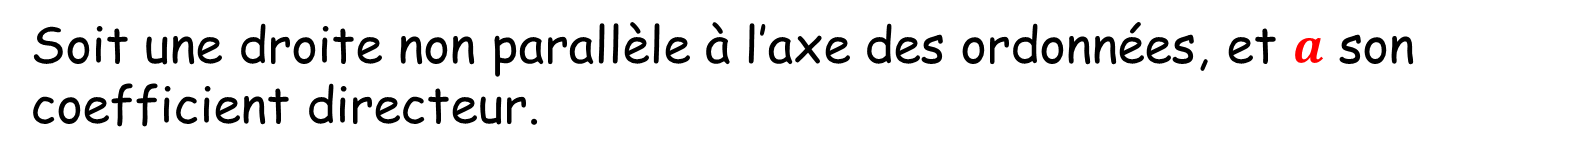 Soit une droite non parallèle à l’axe des ordonnées, et a son
coefficient directeur.